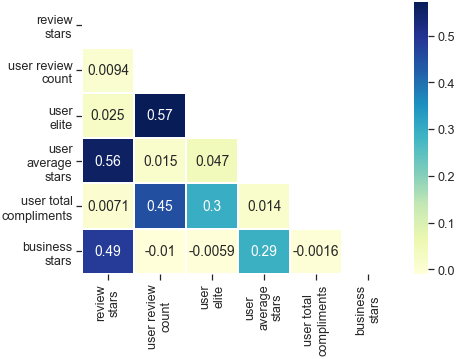 review
stars
user review
count
0.0094
user
elite
0.025 0.57
user
average
stars
0.56 0.015 0.047
user total
compliments
0.0071 0.45 0.3 0.014
business
stars
0.49 -0.01 -0.0059 0.29 -0.0016
review
stars
user review
count
user
elite
user
average
stars
user total
compliments
business
stars
0.5
0.4
0.3
0.2
0.1
0.0